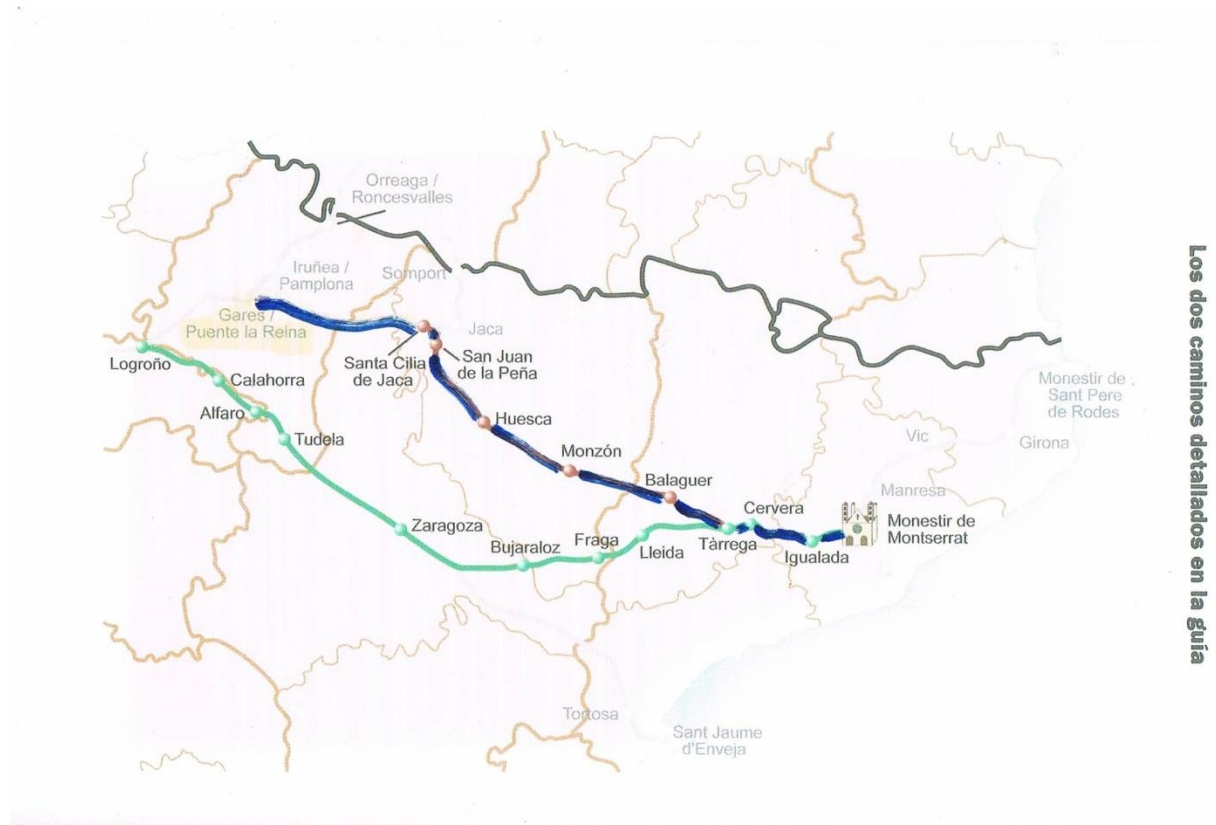 Orreaga /
Roncesvalles
Iruñea /
Pamplona
Somport
Gares /
Puente la Reina
Jaca
Santa Cilia
de Jaca
San Juan
de la Peña
Logroño
Calahorra
Alfaro
Tudela
Huesca
Monzón
Balaguer
Zaragoza
Bujaraloz
Fraga
Lleida
Tàrrega
Cervera
Igualada
Monestir de
Montserrat
Manresa
Vic
Girona
Monestir de
Sant Pere
de Rodes
Tortosa
Sant Jaume
d'Enveja
Los dos caminos detallados en la guía